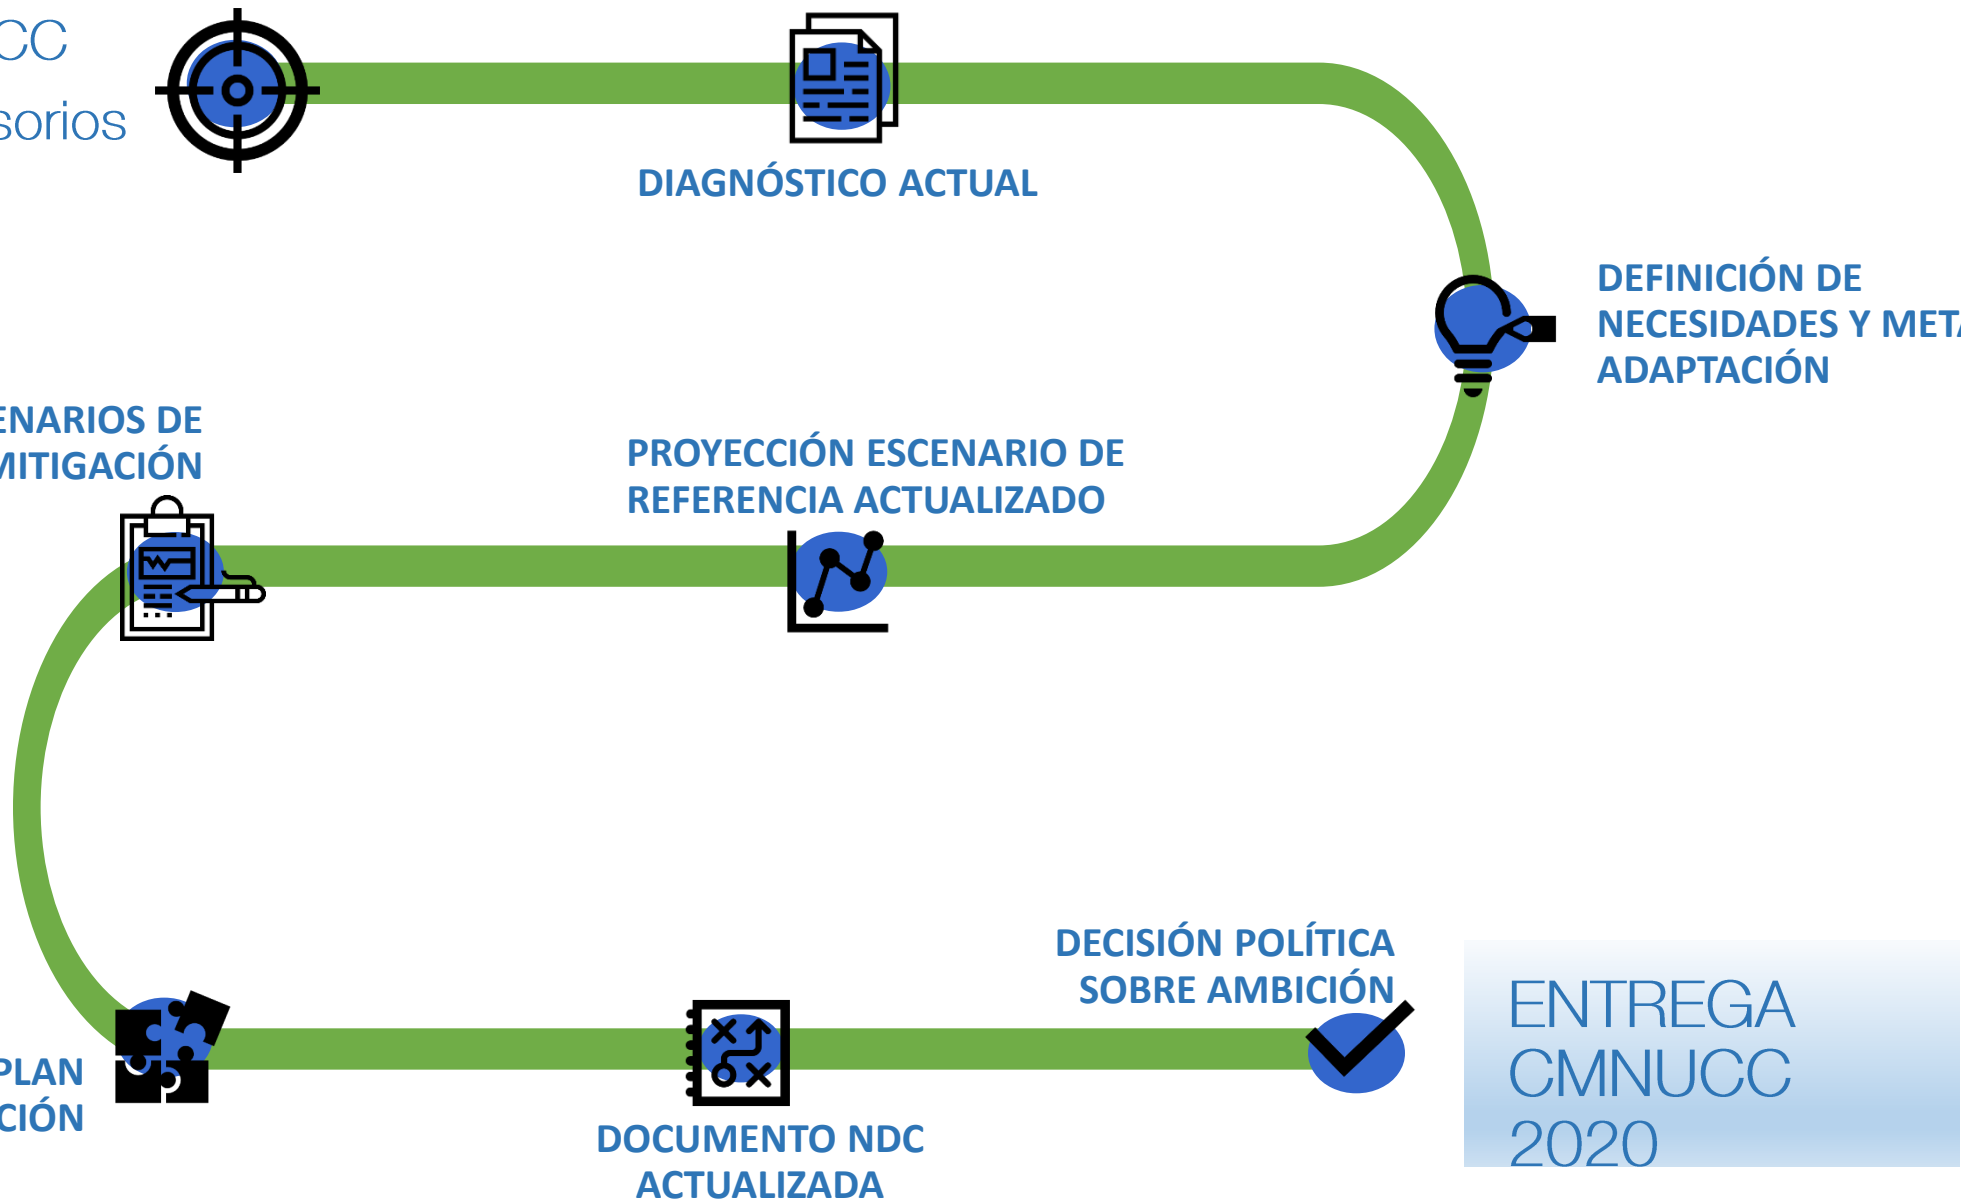 CC
sorios
DIAGNÓSTICO ACTUAL
DEFINICIÓN DE
NECESIDADES Y META
ADAPTACIÓN
ENARIOS DE
MITIGACIÓN
PROYECCIÓN ESCENARIO DE
REFERENCIA ACTUALIZADO
DECISIÓN POLÍTICA
SOBRE AMBICIÓN
ENTREGA
CMNUCC
2020
PLAN
CIÓN
DOCUMENTO NDC
ACTUALIZADA